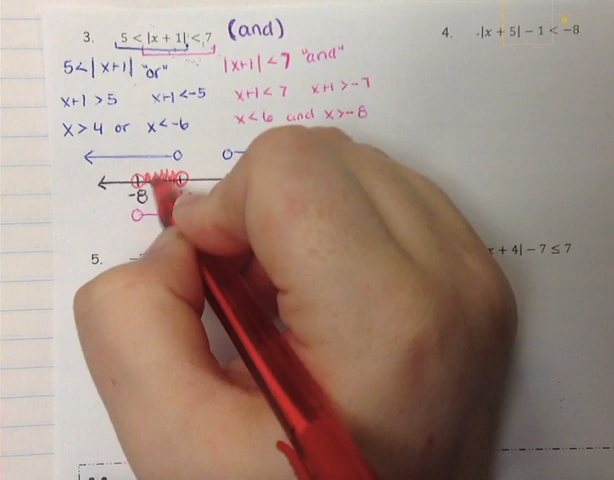 3. 5 < |x + 1| < 7 (and)
5 < |x+1| "or"
x+1 > 5 x+1 < -5
x > 4 or x < -6
|x+1| < 7 "and"
x+1 < 7 x+1 > -7
x < 6 and x > -8
-8
4. |x + 5| − 1 < −8
5.
x + 4| − 7 ≤ 7